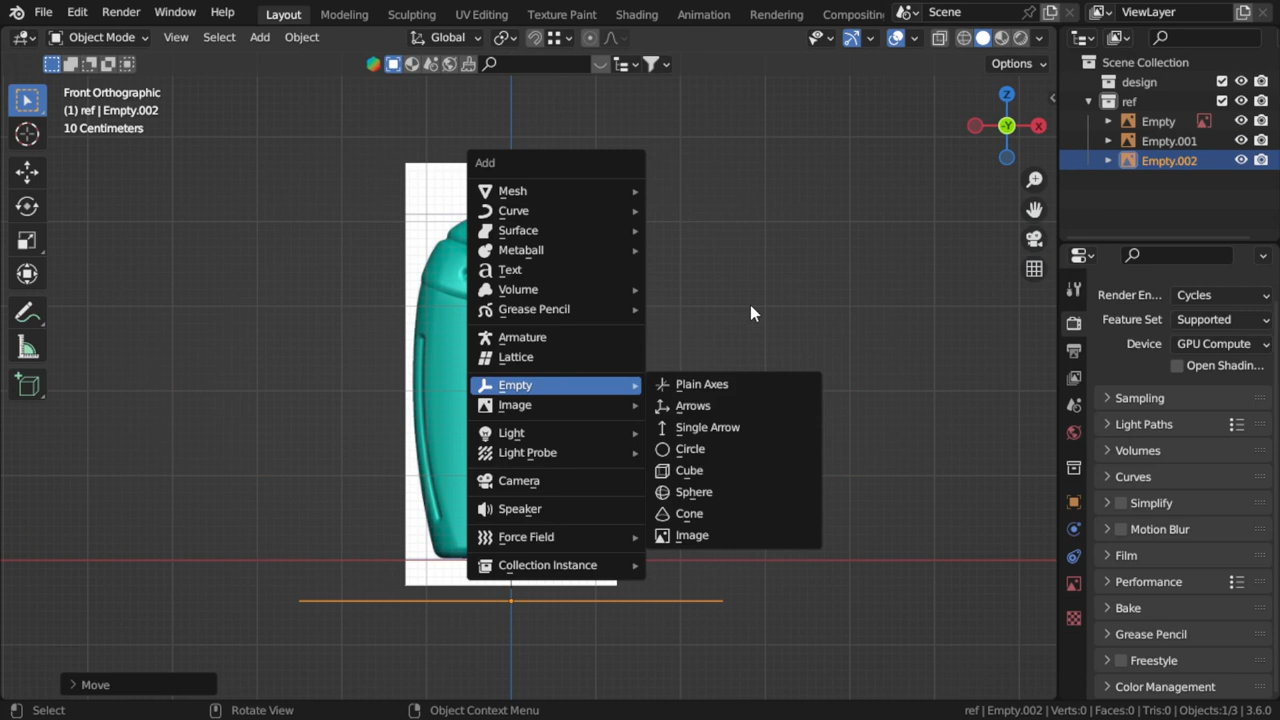 File Edit Render Window Help Layout Modeling Sculpting UV Editing Texture Paint Shading Animation Rendering Compositing Scene ViewLayer
Object Mode View Select Add Object Global
Options
Front Orthographic
(1) ref | Empty.002
10 Centimeters
Z
-Y
X
Scene Collection
design
ref
Empty
Empty.001
Empty.002
Add
Mesh
Curve
Surface
Metaball
Text
Volume
Grease Pencil
Armature
Lattice
Empty
Image
Light
Light Probe
Camera
Speaker
Force Field
Collection Instance
Plain Axes
Arrows
Single Arrow
Circle
Cube
Sphere
Cone
Image
Render En... Cycles
Feature Set Supported
Device GPU Compute
Open Shadin...
Sampling
Light Paths
Volumes
Curves
Simplify
Motion Blur
Film
Performance
Bake
Grease Pencil
Freestyle
Color Management
Move
Select Rotate View Object Context Menu ref | Empty.002 | Verts:0 | Faces:0 | Tris:0 | Objects:1/3 | 3.6.0